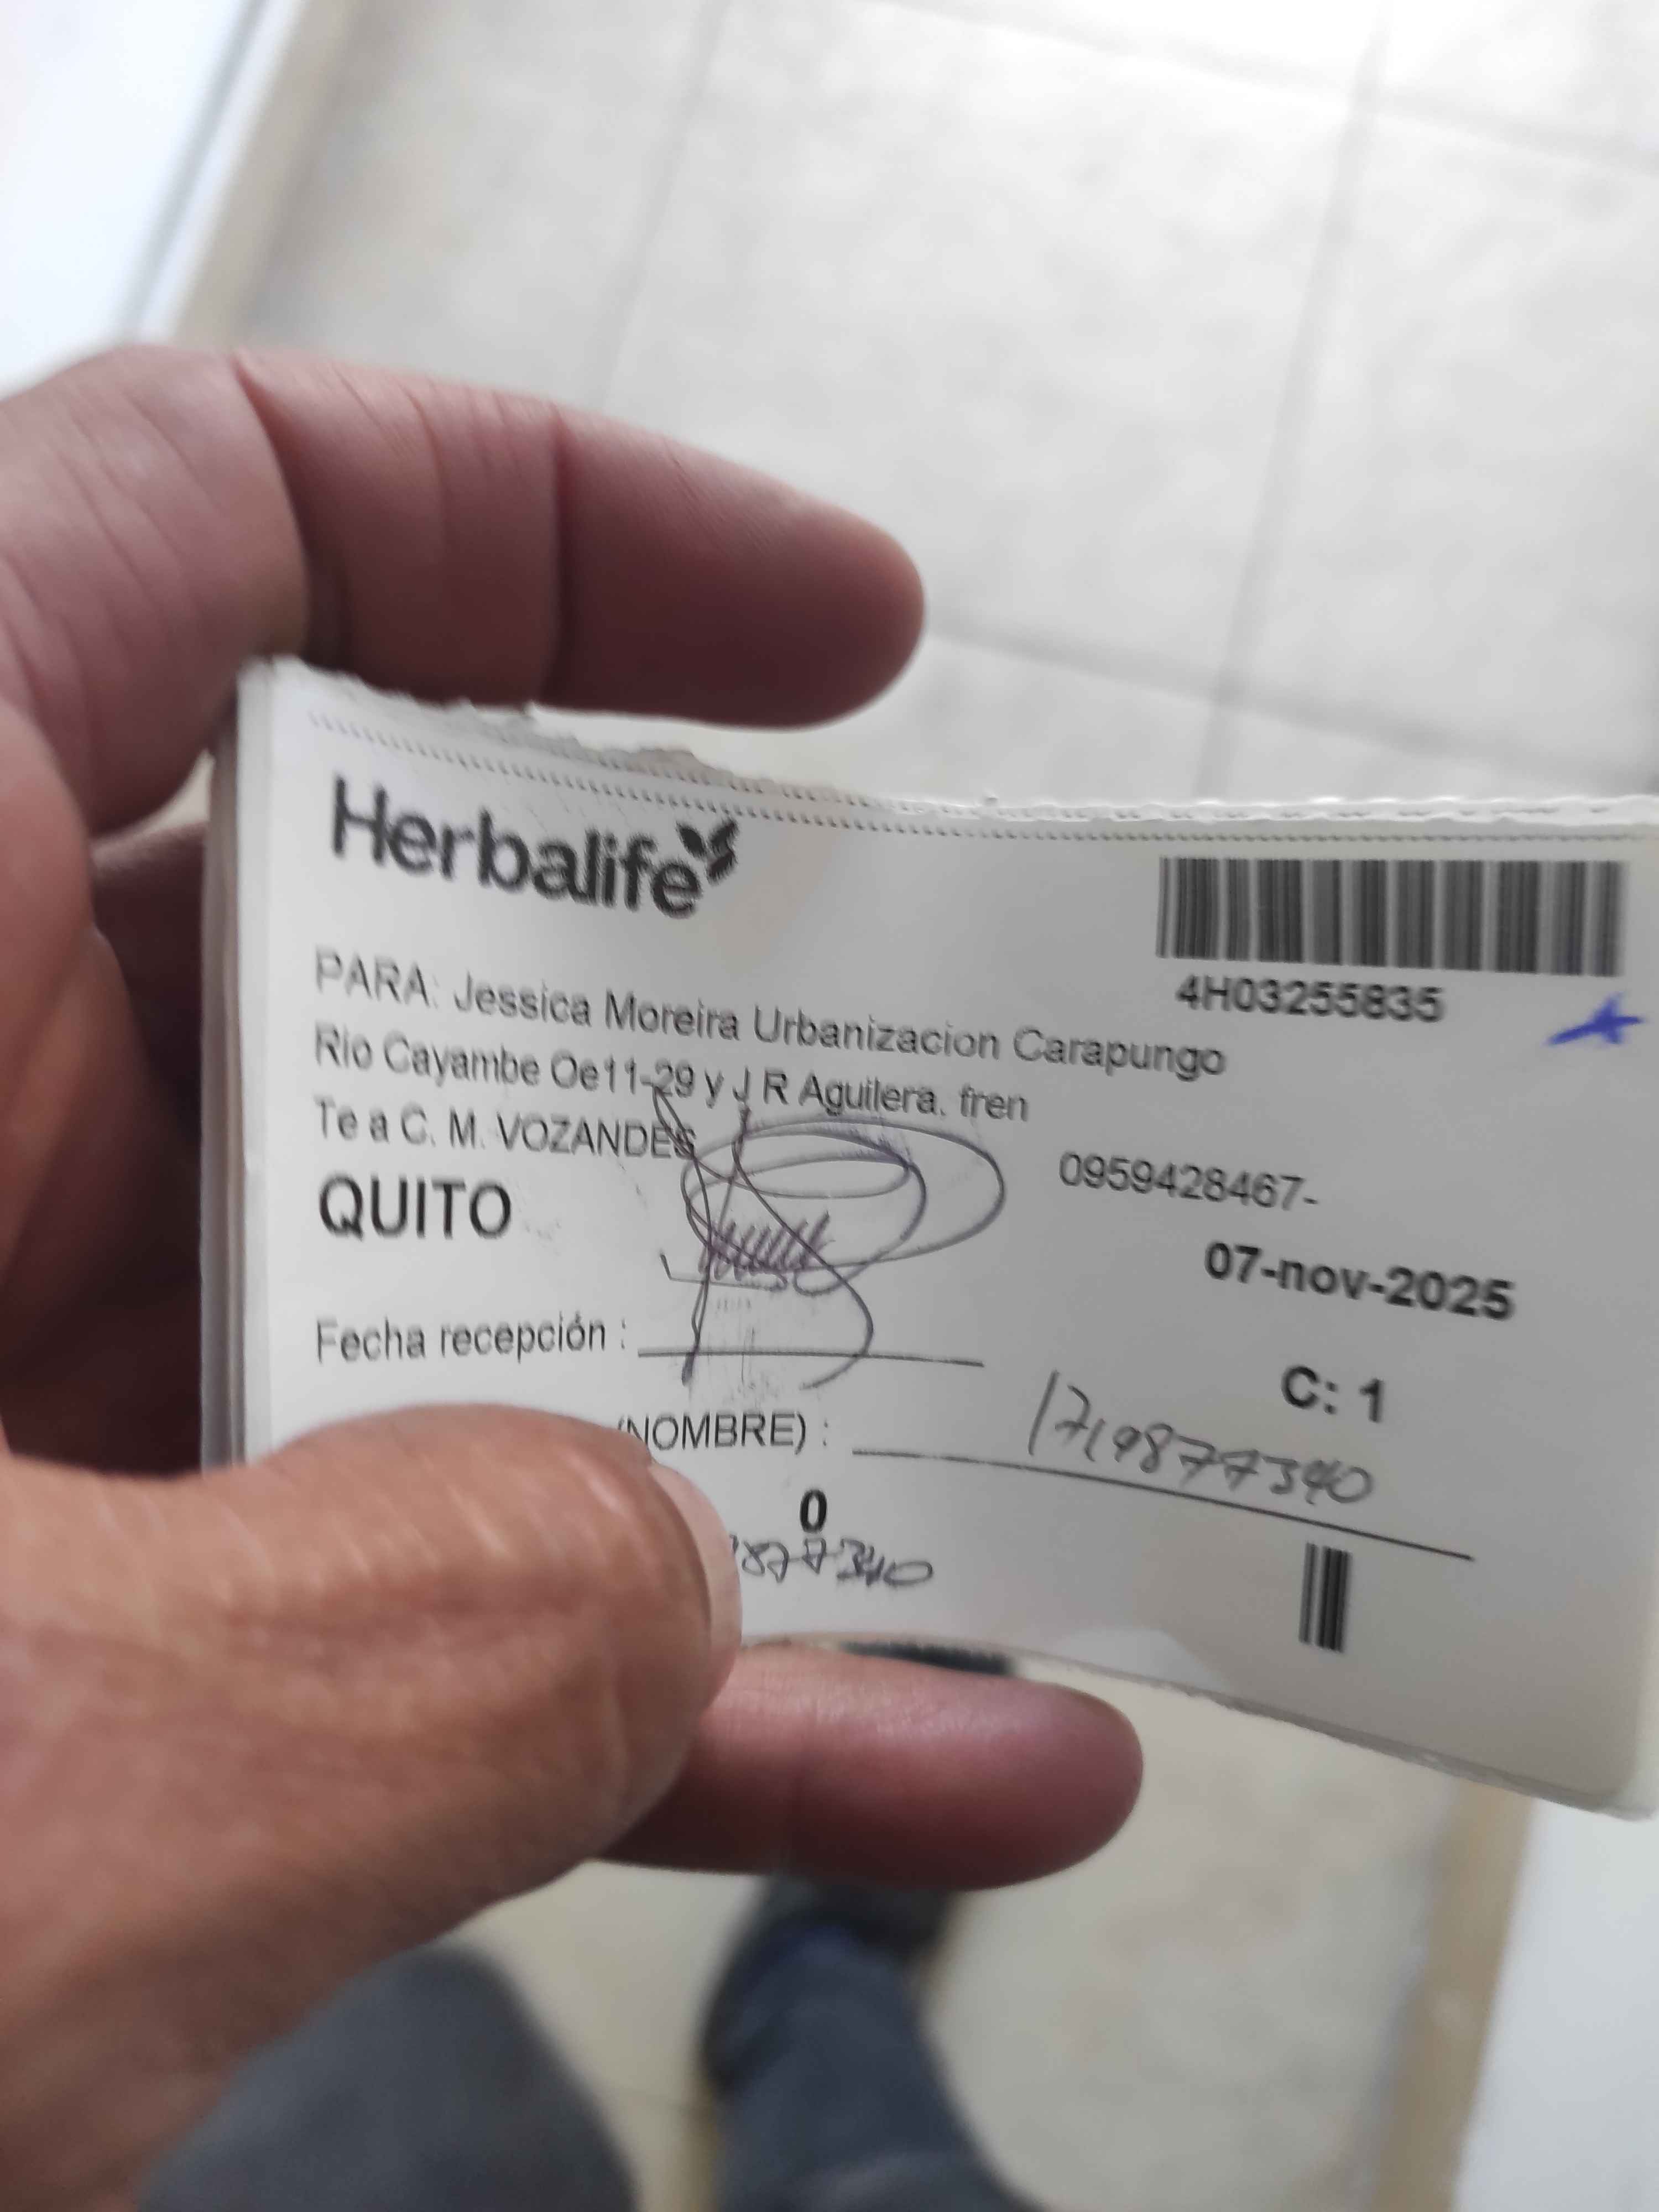 Herbalife
4H03255835
PARA: Jessica Moreira Urbanizacion Carapungo
Rio Cayambe Oe11-29 y J R Aguilera. fren
Te a C. M. VOZANDES
0959428467-
QUITO
07-nov-2025
Fecha recepción :
C: 1
(NOMBRE) :
1719877340
0
877340